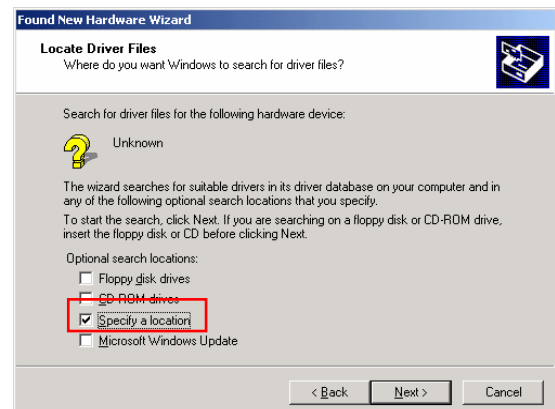 Found New Hardware Wizard
Locate Driver Files
Where do you want Windows to search for driver files?
Search for driver files for the following hardware device:
Unknown
The wizard searches for suitable drivers in its driver database on your computer and in
any of the following optional search locations that you specify.
To start the search, click Next. If you are searching on a floppy disk or CD-ROM drive,
insert the floppy disk or CD before clicking Next.
Optional search locations:
Floppy disk drives
CD-ROM drives
Specify a location
Microsoft Windows Update
< Back
Next >
Cancel